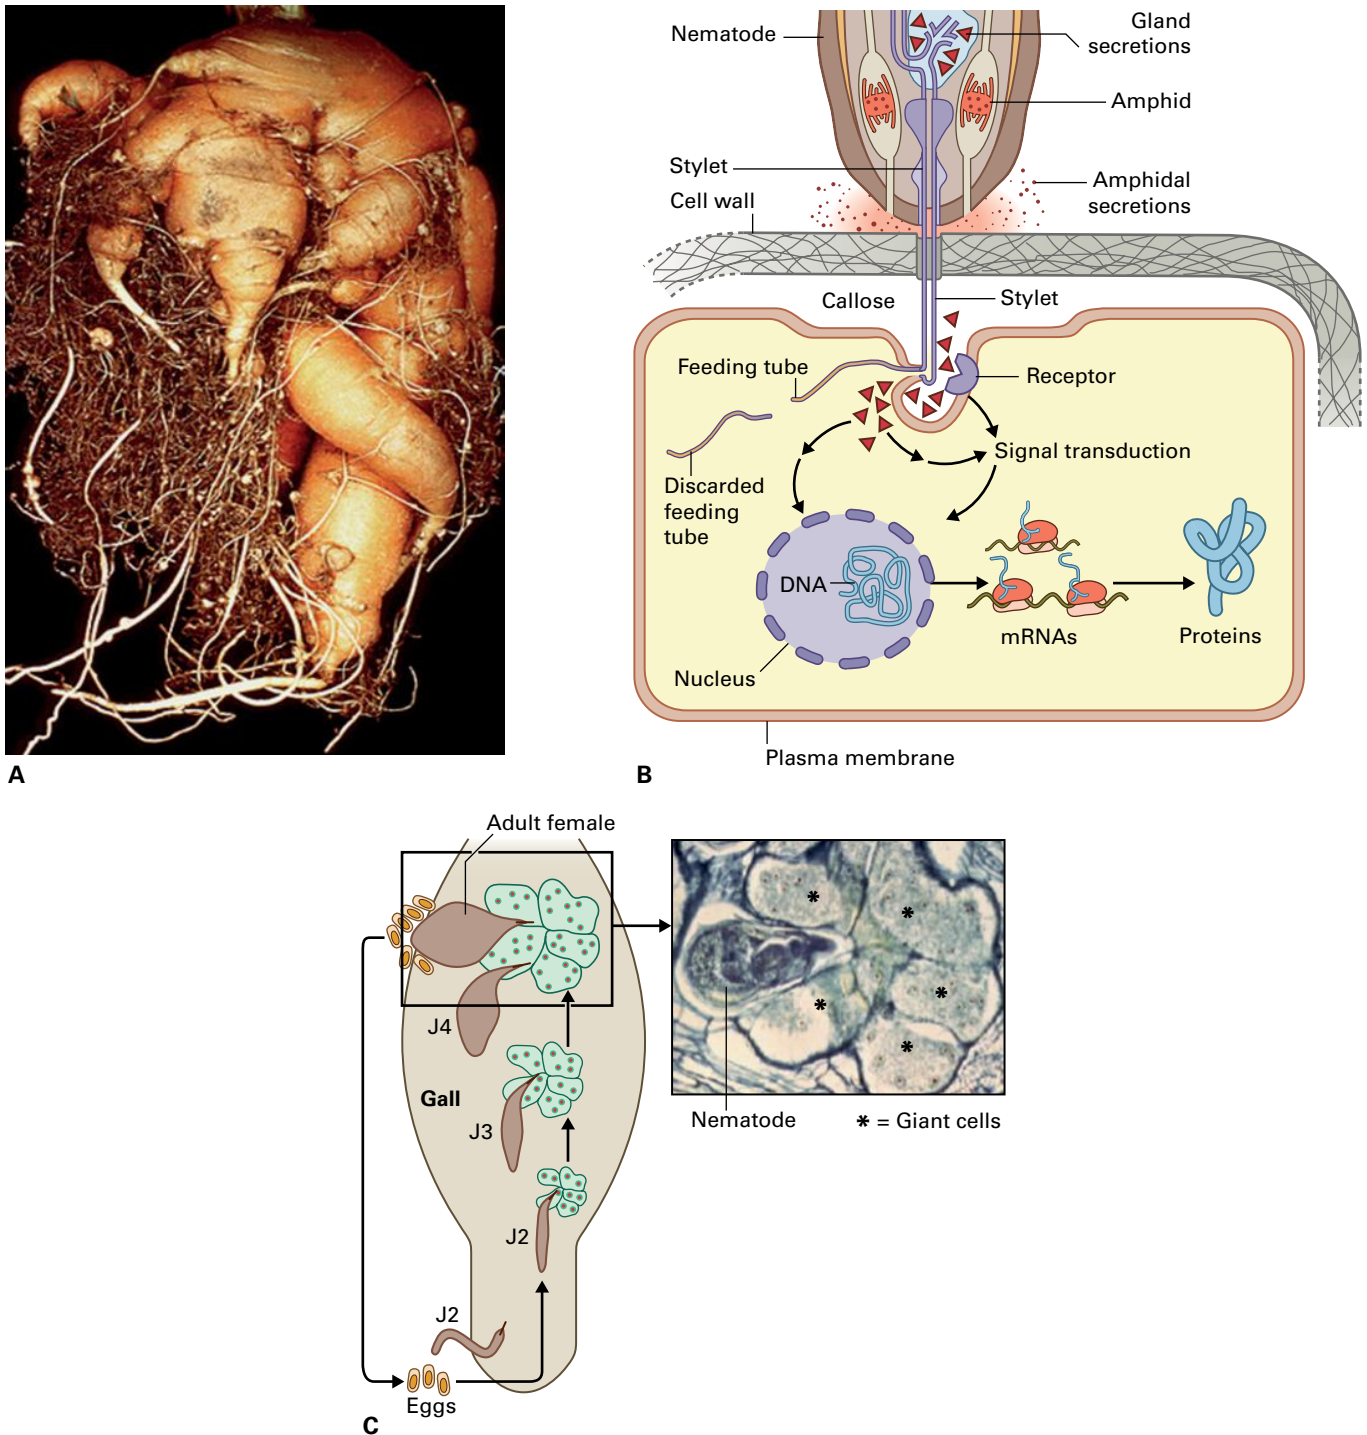 Nematode
Gland
secretions
Amphid
Stylet
Cell wall
Amphidal
secretions
Callose
Stylet
Feeding tube
Receptor
Signal transduction
Discarded
feeding
tube
DNA
mRNAs
Proteins
Nucleus
Plasma membrane
A
B
Adult female
J4
Gall
J3
J2
J2
Eggs
*
*
*
*
*
Nematode
* = Giant cells
C